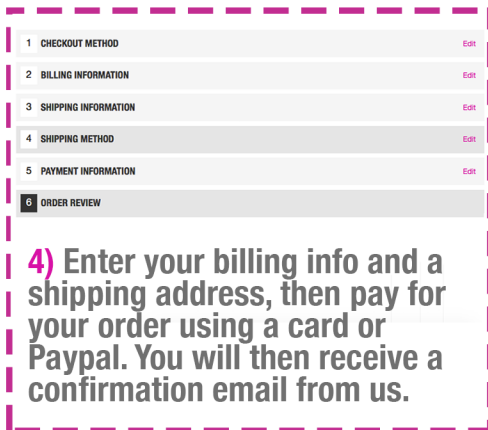 1 CHECKOUT METHOD Edit
2 BILLING INFORMATION Edit
3 SHIPPING INFORMATION Edit
4 SHIPPING METHOD Edit
5 PAYMENT INFORMATION Edit
6 ORDER REVIEW
4) Enter your billing info and a
shipping address, then pay for
your order using a card or
Paypal. You will then receive a
confirmation email from us.